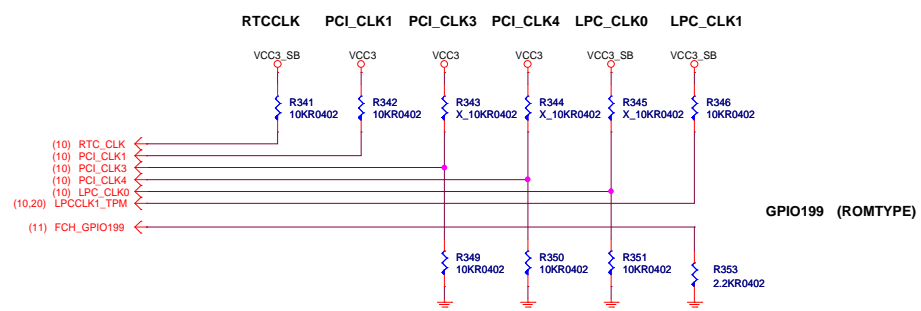 RTCCLK PCI_CLK1 PCI_CLK3 PCI_CLK4 LPC_CLK0 LPC_CLK1
VCC3_SB VCC3 VCC3 VCC3 VCC3_SB VCC3_SB
R341 R342 R343 R344 R345 R346
10KR0402 10KR0402 X_10KR0402 X_10KR0402 X_10KR0402 10KR0402
(10) RTC_CLK
(10) PCI_CLK1
(10) PCI_CLK3
(10) PCI_CLK4
(10) LPC_CLK0
(10,20) LPCCLK1_TPM
GPIO199 (ROMTYPE)
(11) FCH_GPIO199
R349 R350 R351 R353
10KR0402 10KR0402 10KR0402 2.2KR0402